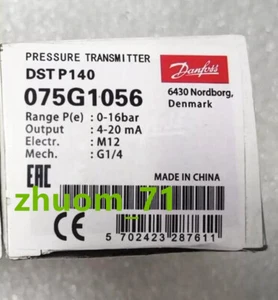 PRESSURE TRANSMITTER
DST P140
075G1056
Danfoss
6430 Nordborg,
Denmark
Range P(e) : 0-16bar
Output : 4-20 mA
Electr. : M12
Mech. : G1/4
MADE IN CHINA
zhuom_71
EAC
CE
5 702423 287611